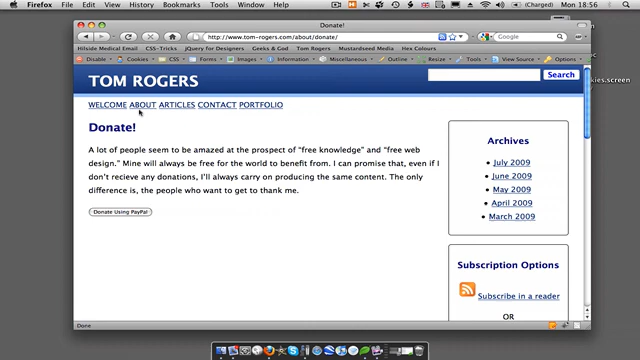 Firefox File Edit View History Bookmarks Tools Window Help (Charged) Mon 18:56
Donate!
http://www.tom-rogers.com/about/donate/ Google
Hillside Medical Email CSS-Tricks jQuery for Designers Geeks & God Tom Rogers Mustardseed Media Hex Colours
Disable Cookies CSS Forms Images Information Miscellaneous Outline Resize Tools View Source Options
TOM ROGERS
Search
WELCOME ABOUT ARTICLES CONTACT PORTFOLIO
Donate!
A lot of people seem to be amazed at the prospect of "free knowledge" and "free web
design." Mine will always be free for the world to benefit from. I can promise that, even if I
don't recieve any donations, I'll always carry on producing the same content. The only
difference is, the people who want to get to thank me.
Donate Using PayPal
Archives
July 2009
June 2009
May 2009
April 2009
March 2009
Subscription Options
Subscribe in a reader
OR
Done
kies.screen